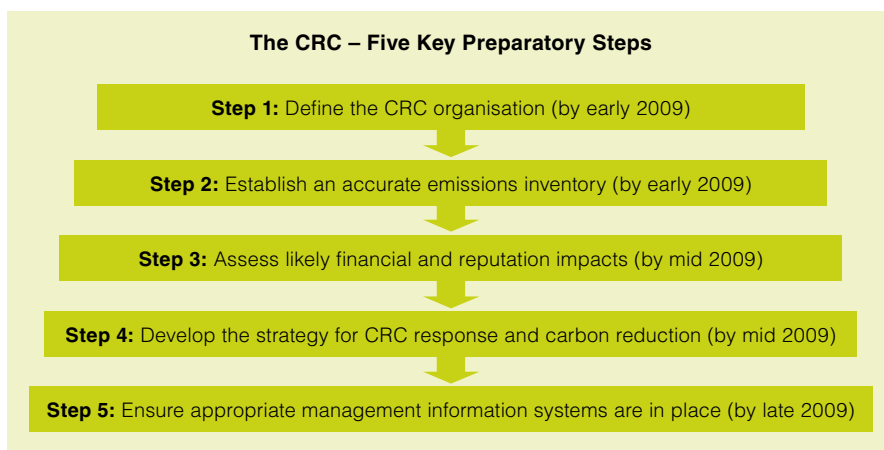 The CRC – Five Key Preparatory Steps
Step 1: Define the CRC organisation (by early 2009)
Step 2: Establish an accurate emissions inventory (by early 2009)
Step 3: Assess likely financial and reputation impacts (by mid 2009)
Step 4: Develop the strategy for CRC response and carbon reduction (by mid 2009)
Step 5: Ensure appropriate management information systems are in place (by late 2009)